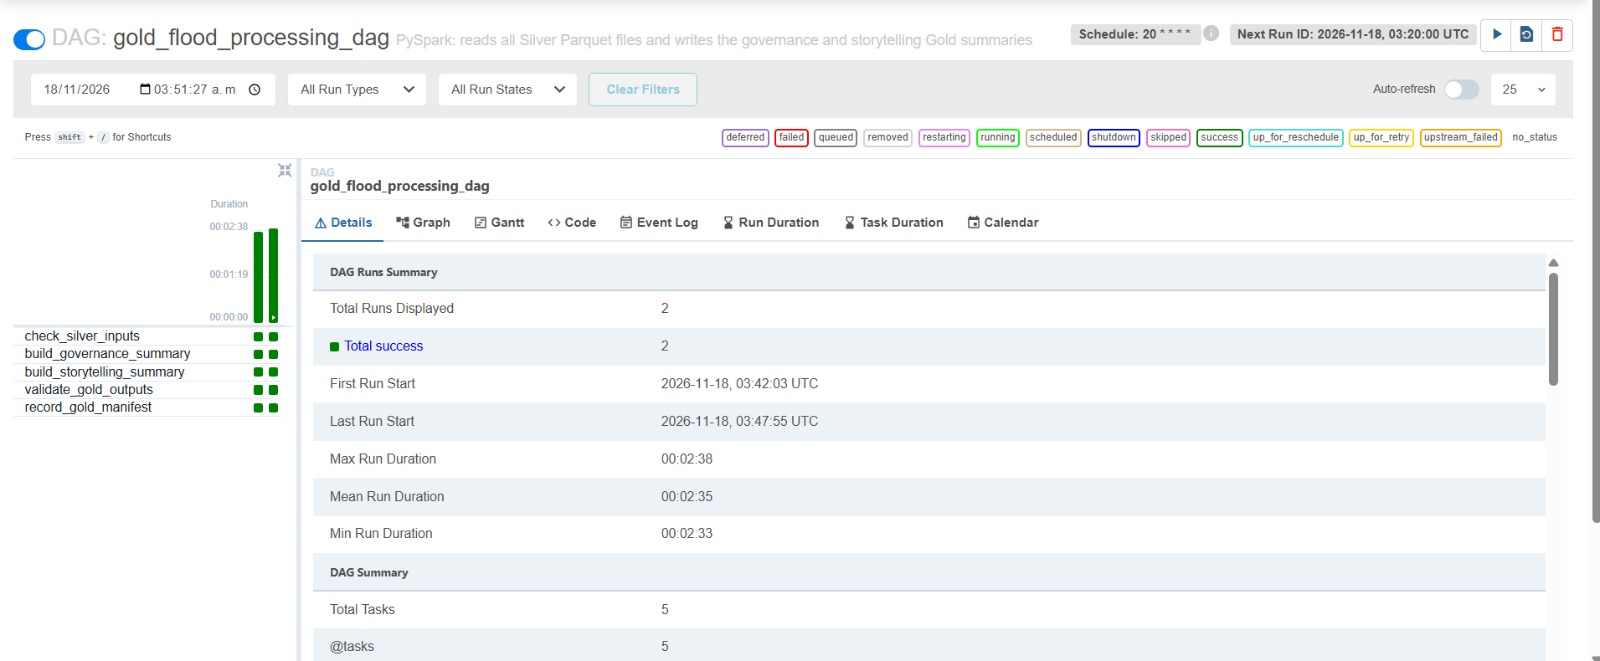 DAG: gold_flood_processing_dag PySpark: reads all Silver Parquet files and writes the governance and storytelling Gold summaries
Schedule: 20 * * * *
Next Run ID: 2026-11-18, 03:20:00 UTC
18/11/2026 03:51:27 a. m
All Run Types
All Run States
Clear Filters
Auto-refresh
25
Press shift + / for Shortcuts
deferred failed queued removed restarting running scheduled shutdown skipped success up_for_reschedule up_for_retry upstream_failed no_status
Duration
00:02:38
00:01:19
00:00:00
check_silver_inputs
build_governance_summary
build_storytelling_summary
validate_gold_outputs
record_gold_manifest
DAG
gold_flood_processing_dag
Details Graph Gantt <> Code Event Log Run Duration Task Duration Calendar
DAG Runs Summary
Total Runs Displayed 2
Total success 2
First Run Start 2026-11-18, 03:42:03 UTC
Last Run Start 2026-11-18, 03:47:55 UTC
Max Run Duration 00:02:38
Mean Run Duration 00:02:35
Min Run Duration 00:02:33
DAG Summary
Total Tasks 5
@tasks 5